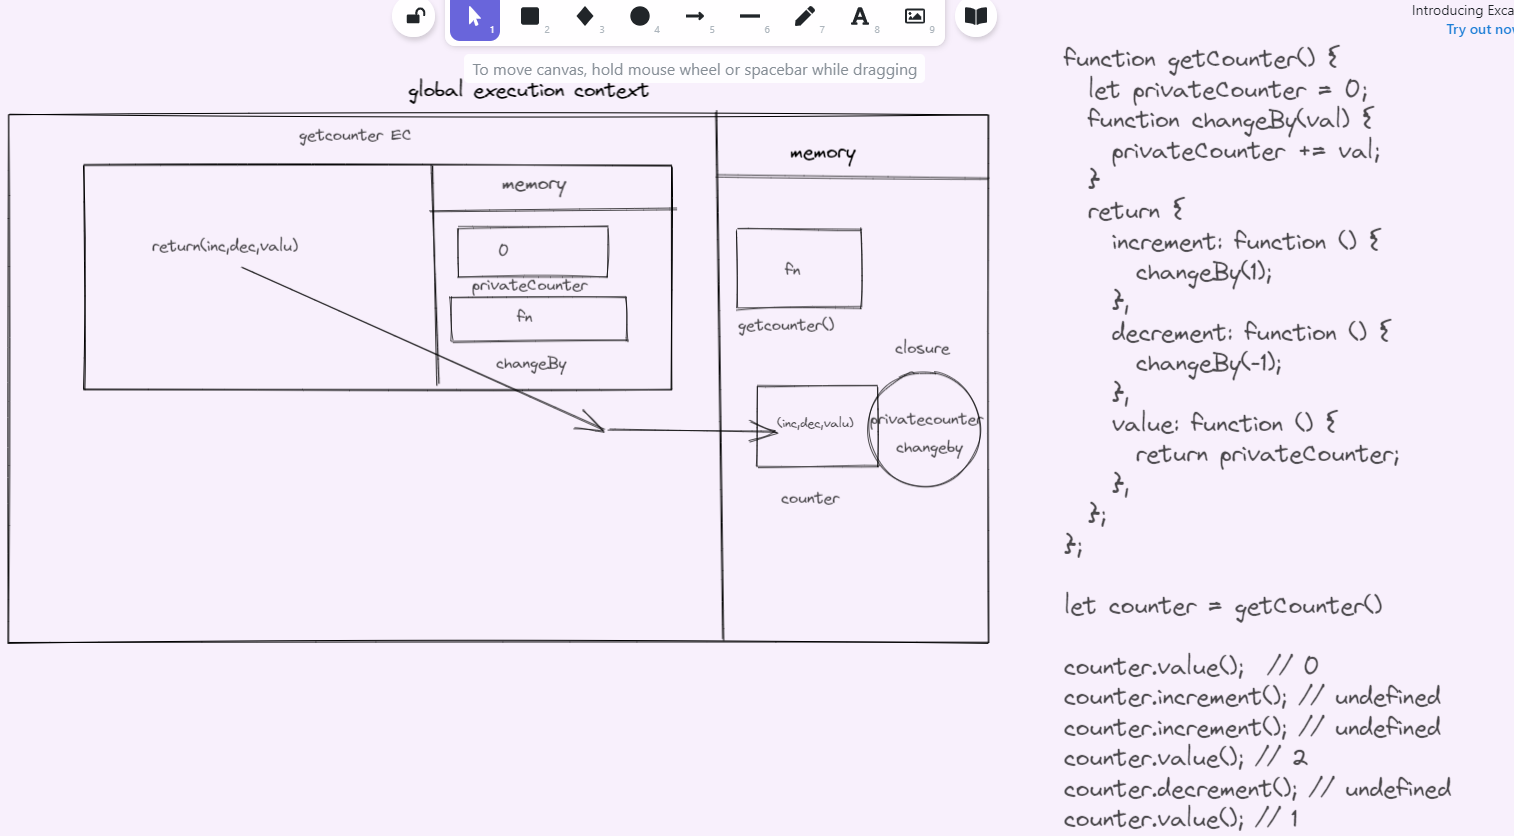 1
2
3
4
5
6
7
A
8
9
Introducing Exca
Try out now
To move canvas, hold mouse wheel or spacebar while dragging
global execution context
getcounter EC
memory
return(inc,dec,valu)
0
privateCounter
fn
changeBy
memory
fn
getcounter()
closure
(inc,dec,valu)
privatecounter
changeby
counter
function getCounter() {
let privateCounter = 0;
function changeBy(val) {
privateCounter += val;
}
return {
increment: function () {
changeBy(1);
},
decrement: function () {
changeBy(-1);
},
value: function () {
return privateCounter;
},
};
};
let counter = getCounter()
counter.value(); // 0
counter.increment(); // undefined
counter.increment(); // undefined
counter.value(); // 2
counter.decrement(); // undefined
counter.value(); // 1